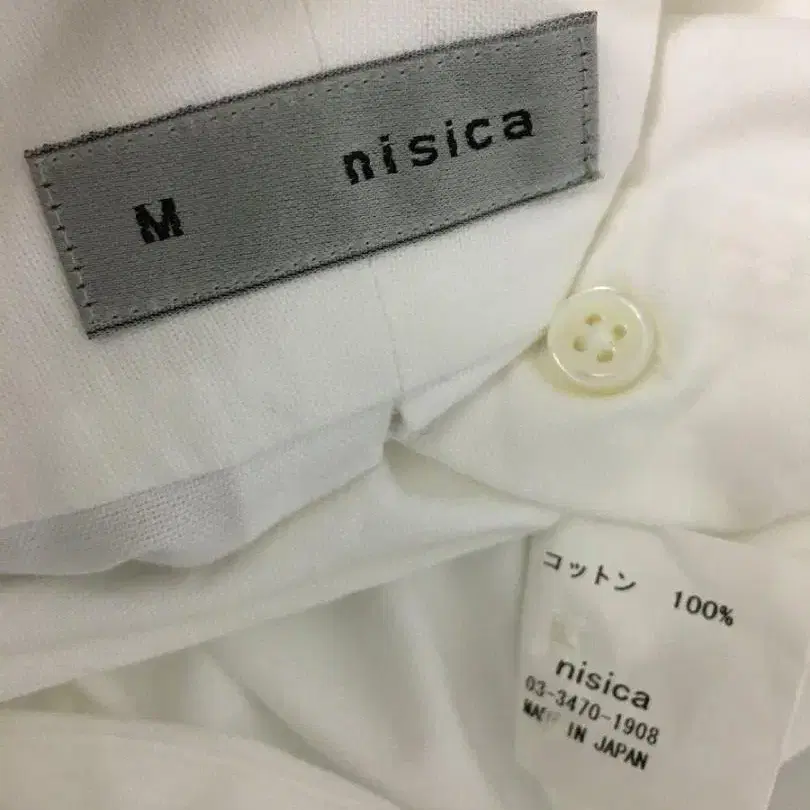 M nisica
コットン 100%
nisica
03-3470-1908
MADE IN JAPAN